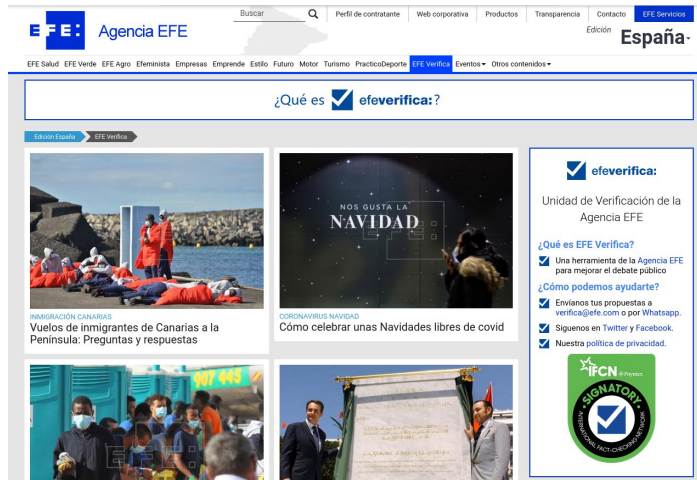 Buscar
Perfil de contratante
Web corporativa
Productos
Transparencia
Contacto
EFE Servicios
EFE:
Agencia EFE
Edición
España
EFE Salud EFE Verde EFE Agro Efeminista Empresas Emprende Estilo Futuro Motor Turismo PracticoDeporte EFE Verifica Eventos Otros contenidos
¿Qué es efeverifica:?
Edición España
EFE Verifica
NOS GUSTA LA
NAVIDAD
EFE:
INMIGRACIÓN CANARIAS
Vuelos de inmigrantes de Canarias a la
Península: Preguntas y respuestas
CORONAVIRUS NAVIDAD
Cómo celebrar unas Navidades libres de covid
907 445
EFE:
efeverifica:
Unidad de Verificación de la
Agencia EFE
¿Qué es EFE Verifica?
Una herramienta de la Agencia EFE
para mejorar el debate público
¿Cómo podemos ayudarte?
Envíanos tus propuestas a
verifica@efe.com o por Whatsapp.
Síguenos en Twitter y Facebook.
Nuestra política de privacidad.
IFCN @Poynter.
SIGNATORY
INTERNATIONAL FACT-CHECKING NETWORK